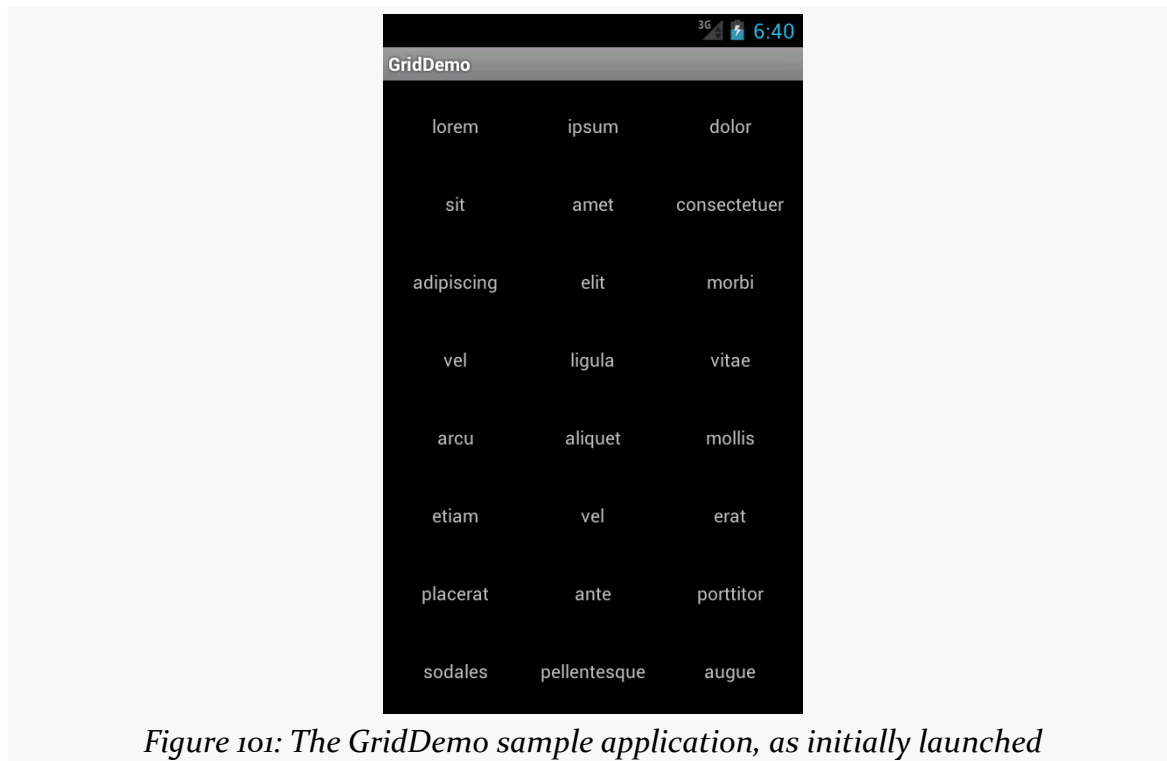 3G 6:40
GridDemo
lorem ipsum dolor
sit amet consectetuer
adipiscing elit morbi
vel ligula vitae
arcu aliquet mollis
etiam vel erat
placerat ante porttitor
sodales pellentesque augue
Figure 101: The GridDemo sample application, as initially launched